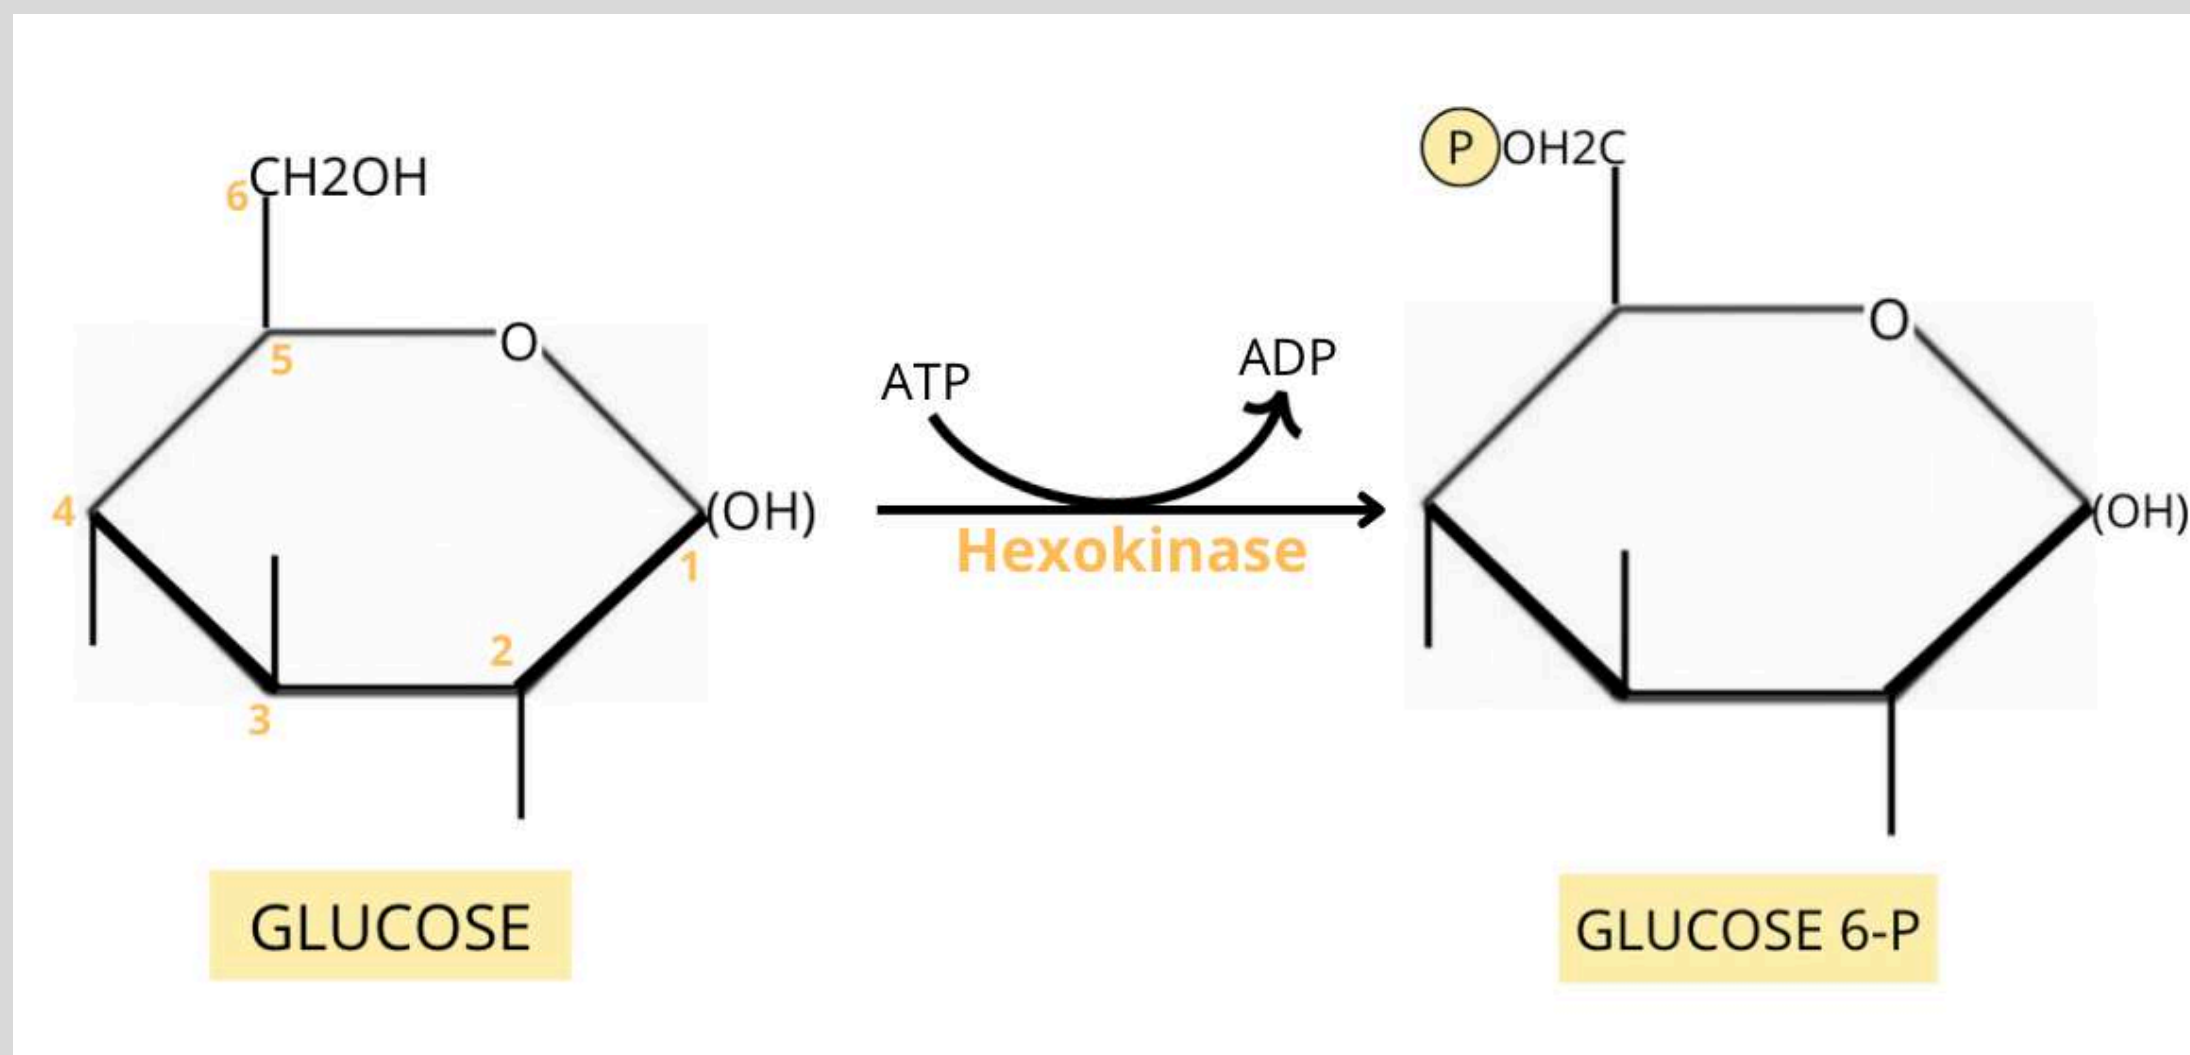 6
CH2OH
5
O
4
(OH)
1
2
3
GLUCOSE
ATP
ADP
Hexokinase
P
OH2C
O
(OH)
GLUCOSE 6-P